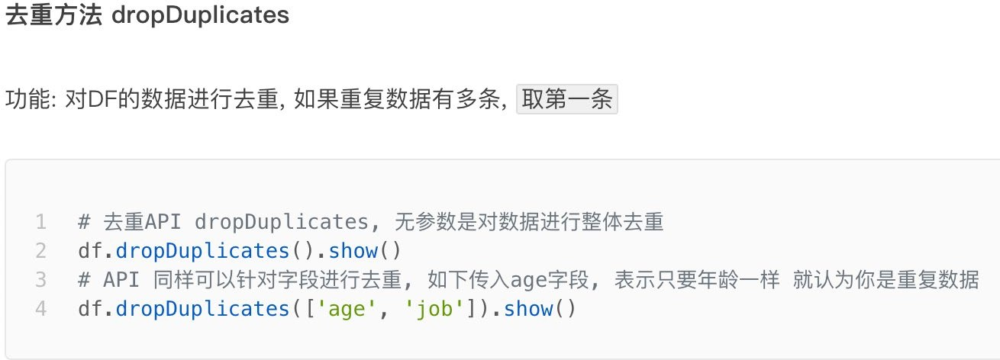 去重方法 dropDuplicates
功能: 对DF的数据进行去重, 如果重复数据有多条, 取第一条
1 # 去重API dropDuplicates, 无参数是对数据进行整体去重
2 df.dropDuplicates().show()
3 # API 同样可以针对字段进行去重, 如下传入age字段, 表示只要年龄一样 就认为你是重复数据
4 df.dropDuplicates(['age', 'job']).show()